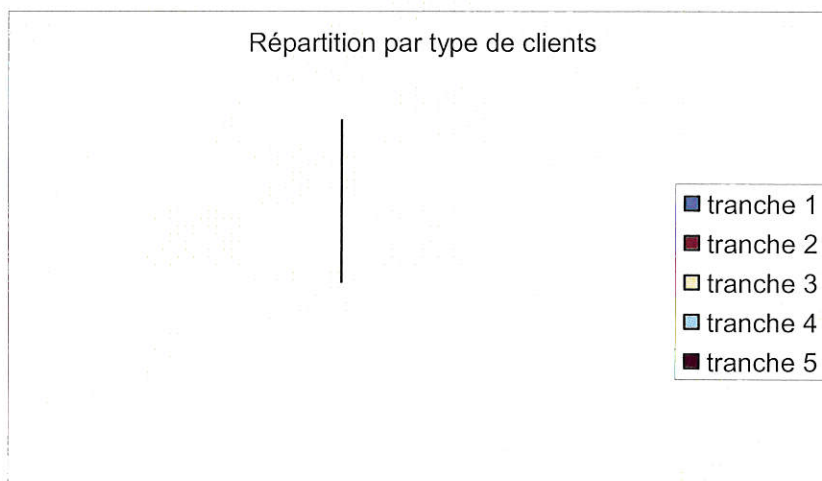 Répartition par type de clients
tranche 1
tranche 2
tranche 3
tranche 4
tranche 5